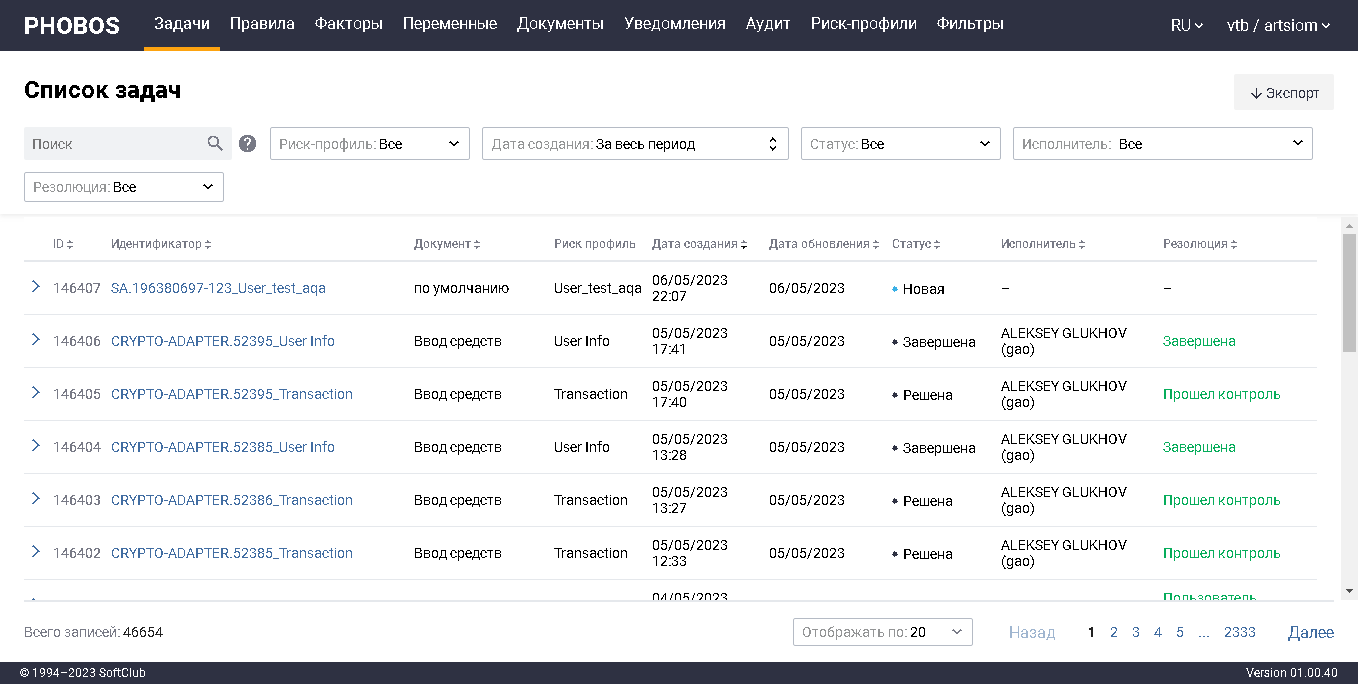 PHOBOS Задачи Правила Факторы Переменные Документы Уведомления Аудит Риск-профили Фильтры RU vtb / artsiom
Список задач
Экспорт
Поиск Риск-профиль: Все Дата создания: За весь период Статус: Все Исполнитель: Все
Резолюция: Все
ID Идентификатор Документ Риск профиль Дата создания Дата обновления Статус Исполнитель Резолюция
146407 SA.196380697-123_User_test_aqa по умолчанию User_test_aqa 06/05/2023 22:07 06/05/2023 Новая – –
146406 CRYPTO-ADAPTER.52395_User Info Ввод средств User Info 05/05/2023 17:41 05/05/2023 Завершена ALEKSEY GLUKHOV (gao) Завершена
146405 CRYPTO-ADAPTER.52395_Transaction Ввод средств Transaction 05/05/2023 17:40 05/05/2023 Решена ALEKSEY GLUKHOV (gao) Прошел контроль
146404 CRYPTO-ADAPTER.52385_User Info Ввод средств User Info 05/05/2023 13:28 05/05/2023 Завершена ALEKSEY GLUKHOV (gao) Завершена
146403 CRYPTO-ADAPTER.52386_Transaction Ввод средств Transaction 05/05/2023 13:27 05/05/2023 Решена ALEKSEY GLUKHOV (gao) Прошел контроль
146402 CRYPTO-ADAPTER.52385_Transaction Ввод средств Transaction 05/05/2023 12:33 05/05/2023 Решена ALEKSEY GLUKHOV (gao) Прошел контроль
04/05/2023 Пользователь
Всего записей: 46654 Отображать по: 20 Назад 1 2 3 4 5 ... 2333 Далее
© 1994–2023 SoftClub Version 01.00.40